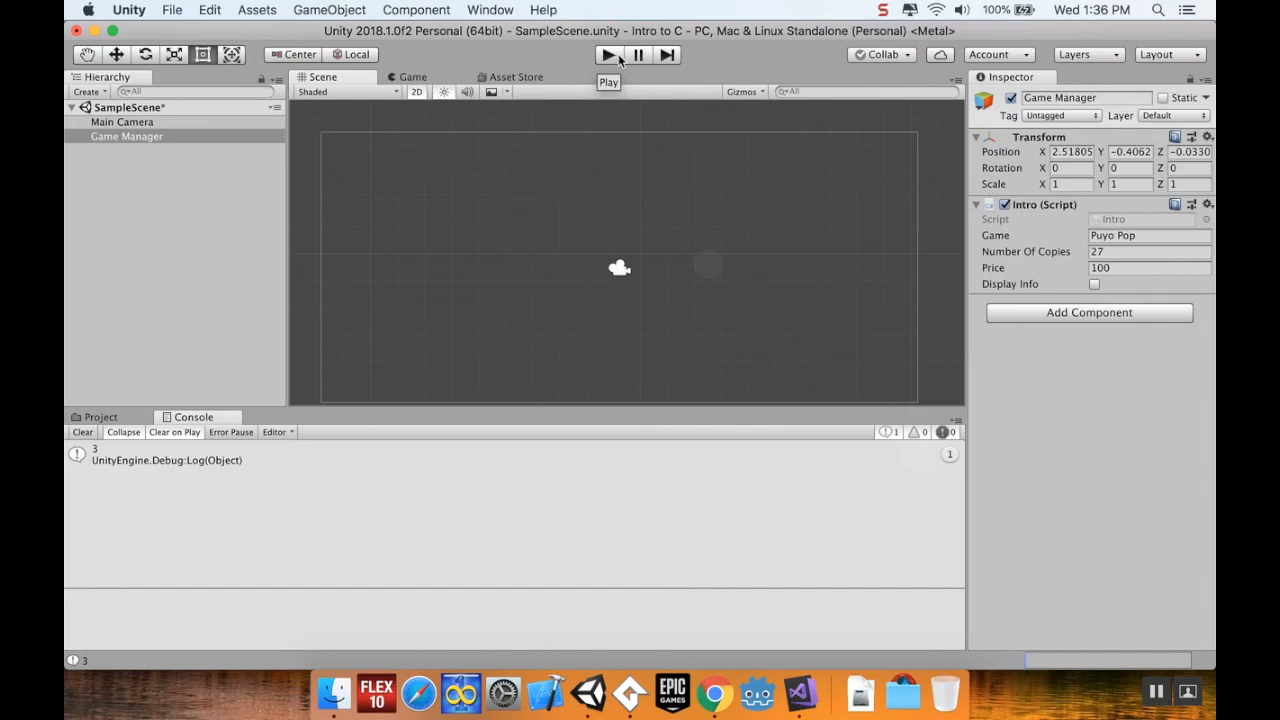 Unity File Edit Assets GameObject Component Window Help S 100% Wed 1:36 PM
Unity 2018.1.0f2 Personal (64bit) - SampleScene.unity - Intro to C - PC, Mac & Linux Standalone (Personal) <Metal>
Center Local Collab Account Layers Layout
Play
Hierarchy
Create All
SampleScene*
Main Camera
Game Manager
Scene Game Asset Store
Shaded 2D Gizmos All
Inspector
Game Manager Static
Tag Untagged Layer Default
Transform
Position X 2.51805 Y -0.4062 Z -0.0330
Rotation X 0 Y 0 Z 0
Scale X 1 Y 1 Z 1
C# Intro (Script)
Script Intro
Game Puyo Pop
Number Of Copies 27
Price 100
Display Info
Add Component
Project Console
Clear Collapse Clear on Play Error Pause Editor 1 0 0
3
UnityEngine.Debug:Log(Object)
1
3
FLEX
10
EPIC
GAMES